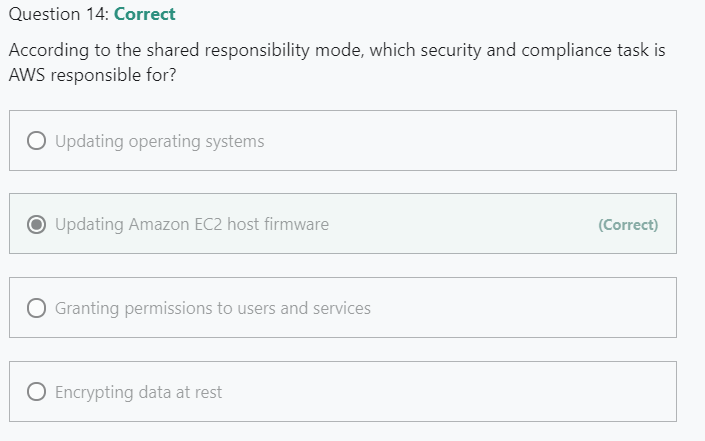 Question 14: Correct
According to the shared responsibility mode, which security and compliance task is
AWS responsible for?
Updating operating systems
Updating Amazon EC2 host firmware (Correct)
Granting permissions to users and services
Encrypting data at rest